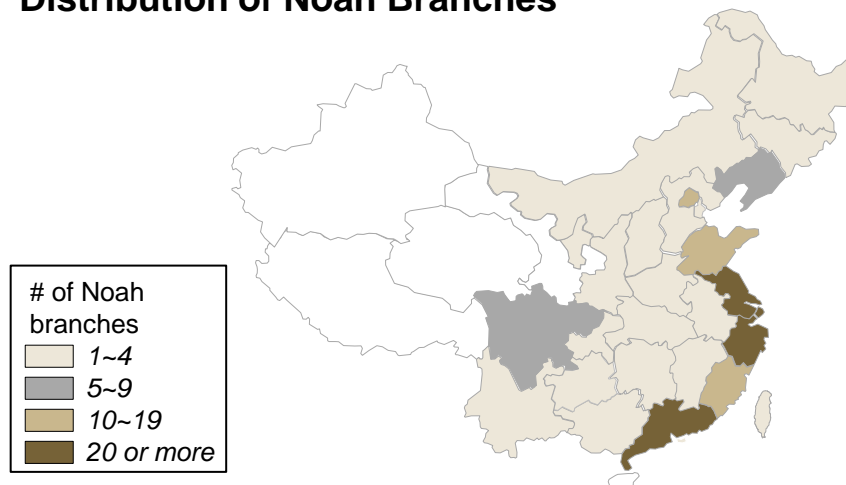 Distribution of Noah Branches
# of Noah
branches
1~4
5~9
10~19
20 or more